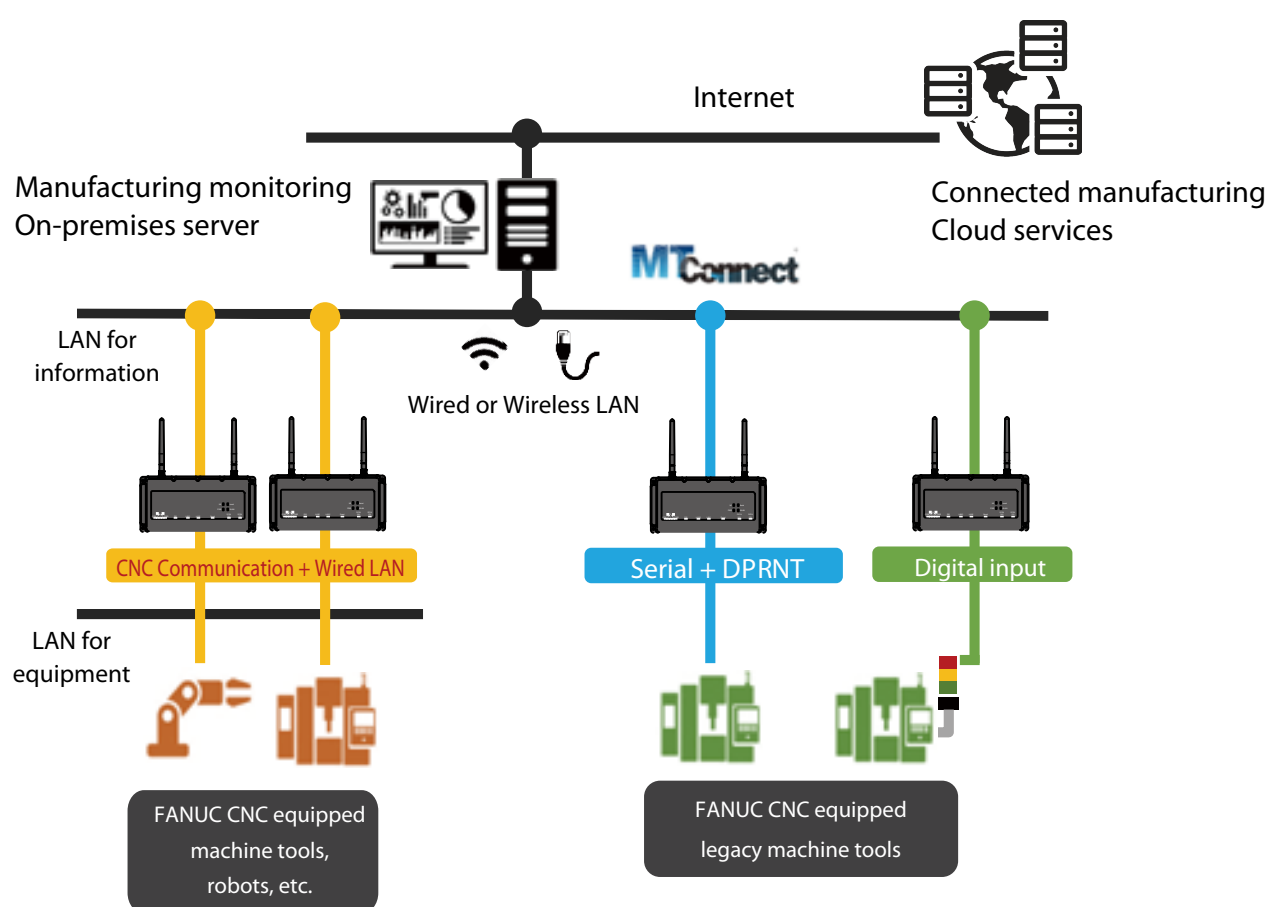 Internet
Manufacturing monitoring
On-premises server
Connected manufacturing
Cloud services
MTConnect
LAN for
information
Wired or Wireless LAN
CNC Communication + Wired LAN
Serial + DPRNT
Digital input
LAN for
equipment
FANUC CNC equipped
machine tools,
robots, etc.
FANUC CNC equipped
legacy machine tools